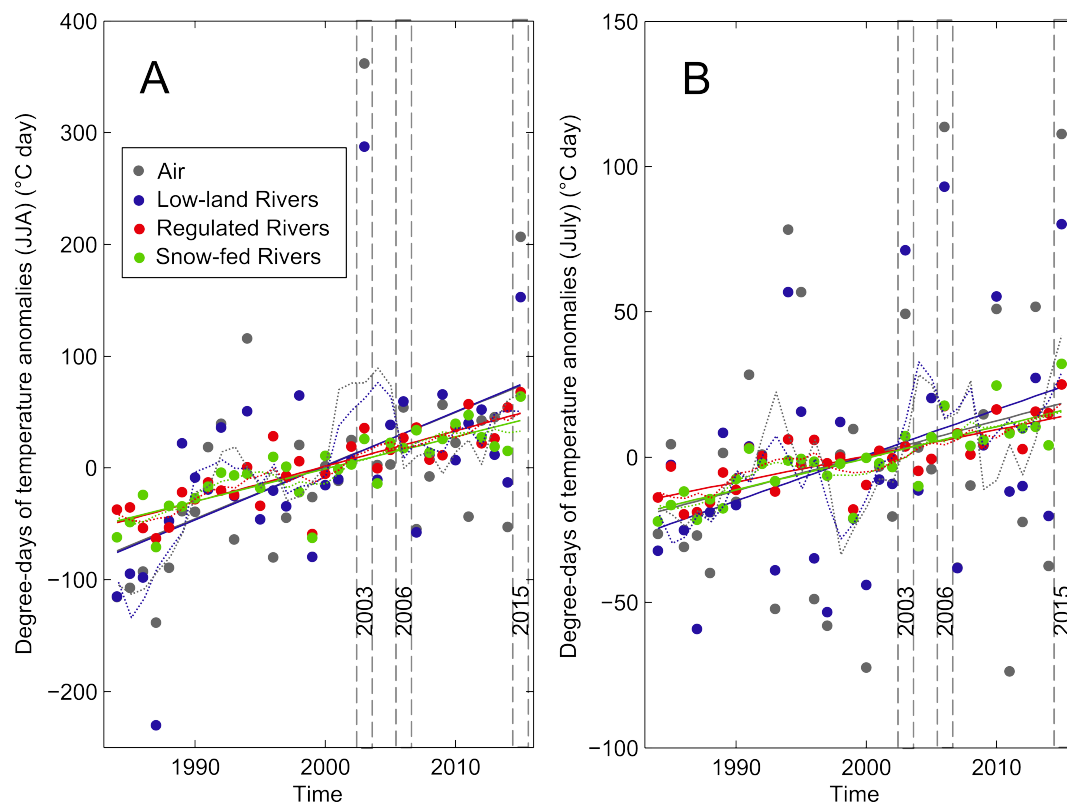 A
Degree-days of temperature anomalies (JJA) (°C day)
400
300
200
100
0
−100
−200
Air
Low-land Rivers
Regulated Rivers
Snow-fed Rivers
2003
2006
2015
1990
2000
2010
Time
B
Degree-days of temperature anomalies (July) (°C day)
150
100
50
0
−50
−100
2003
2006
2015
1990
2000
2010
Time